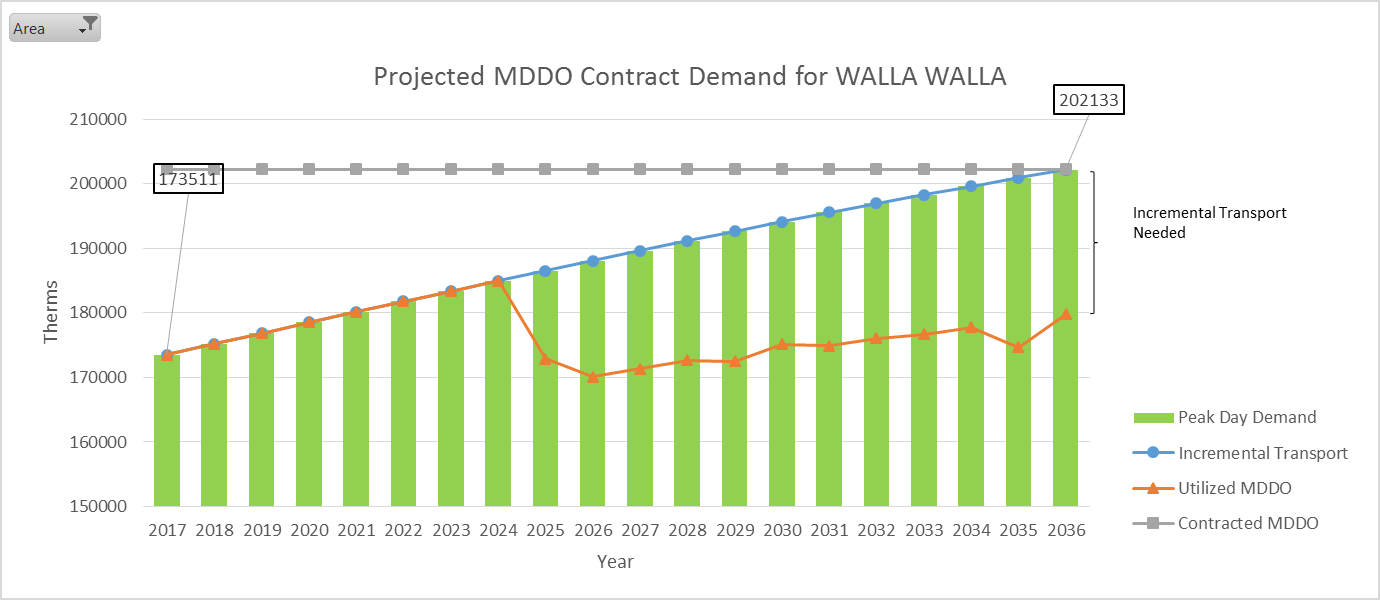 Area
Projected MDDO Contract Demand for WALLA WALLA
202133
173511
210000
200000
190000
180000
170000
160000
150000
Therms
2017 2018 2019 2020 2021 2022 2023 2024 2025 2026 2027 2028 2029 2030 2031 2032 2033 2034 2035 2036
Year
Incremental Transport
Needed
Peak Day Demand
Incremental Transport
Utilized MDDO
Contracted MDDO